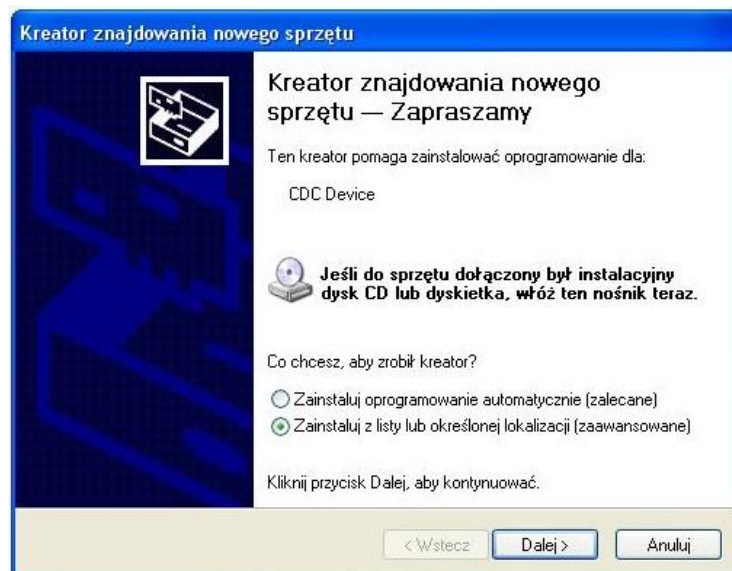 Kreator znajdowania nowego sprzętu
Kreator znajdowania nowego
sprzętu — Zapraszamy
Ten kreator pomaga zainstalować oprogramowanie dla:
CDC Device
Jeśli do sprzętu dołączony był instalacyjny
dysk CD lub dyskietka, włóż ten nośnik teraz.
Co chcesz, aby zrobił kreator?
Zainstaluj oprogramowanie automatycznie (zalecane)
Zainstaluj z listy lub określonej lokalizacji (zaawansowane)
Kliknij przycisk Dalej, aby kontynuować.
< Wstecz
Dalej >
Anuluj